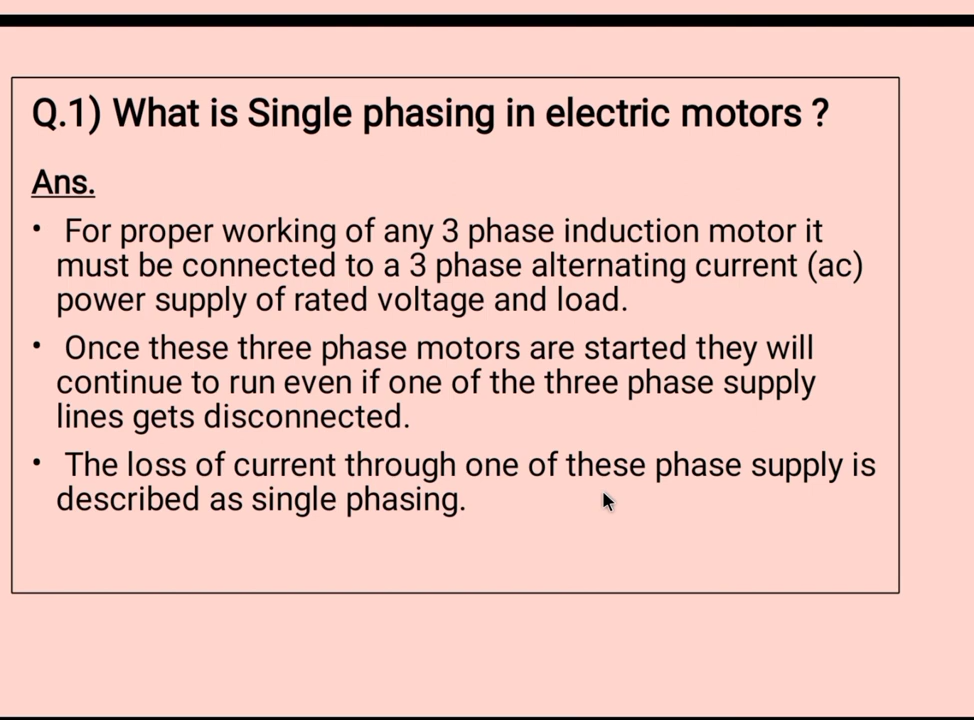 Q.1) What is Single phasing in electric motors ?
Ans.
• For proper working of any 3 phase induction motor it
must be connected to a 3 phase alternating current (ac)
power supply of rated voltage and load.
• Once these three phase motors are started they will
continue to run even if one of the three phase supply
lines gets disconnected.
• The loss of current through one of these phase supply is
described as single phasing.